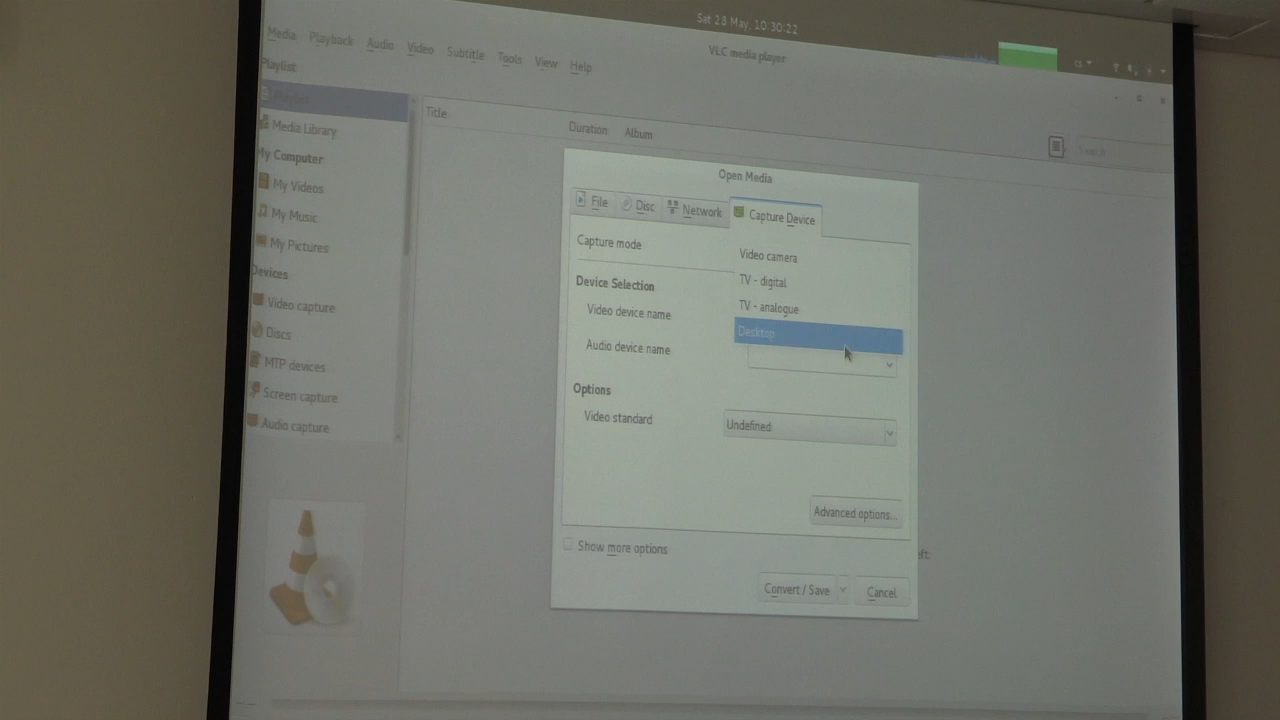 Sat 28 May, 10:30:22
VLC media player
cs
Media Playback Audio Video Subtitle Tools View Help
Playlist
Media Library
My Computer
My Videos
My Music
My Pictures
Devices
Video capture
Discs
MTP devices
Screen capture
Audio capture
Title Duration Album
Search
Open Media
File Disc Network Capture Device
Capture mode
Video camera
TV - digital
TV - analogue
Desktop
Device Selection
Video device name
Audio device name
Options
Video standard Undefined
Advanced options...
Show more options
Convert / Save Cancel